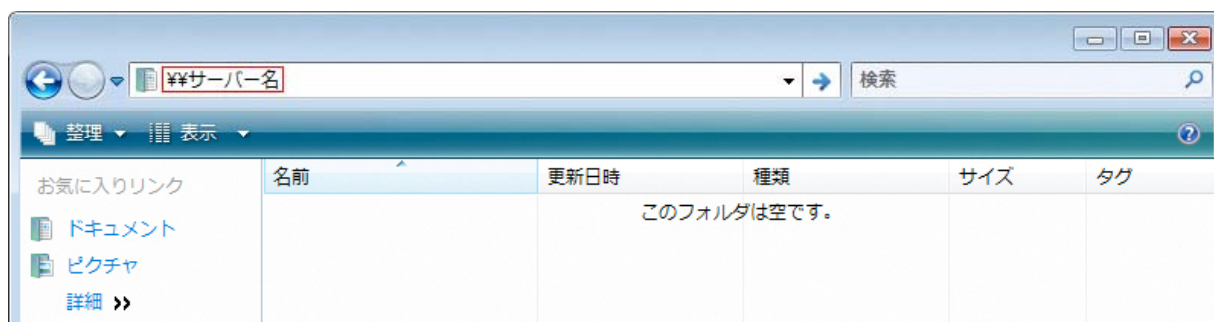 ¥¥サーバー名
検索
整理 表示
お気に入りリンク
ドキュメント
ピクチャ
詳細 >>
名前 更新日時 種類 サイズ タグ
このフォルダは空です。